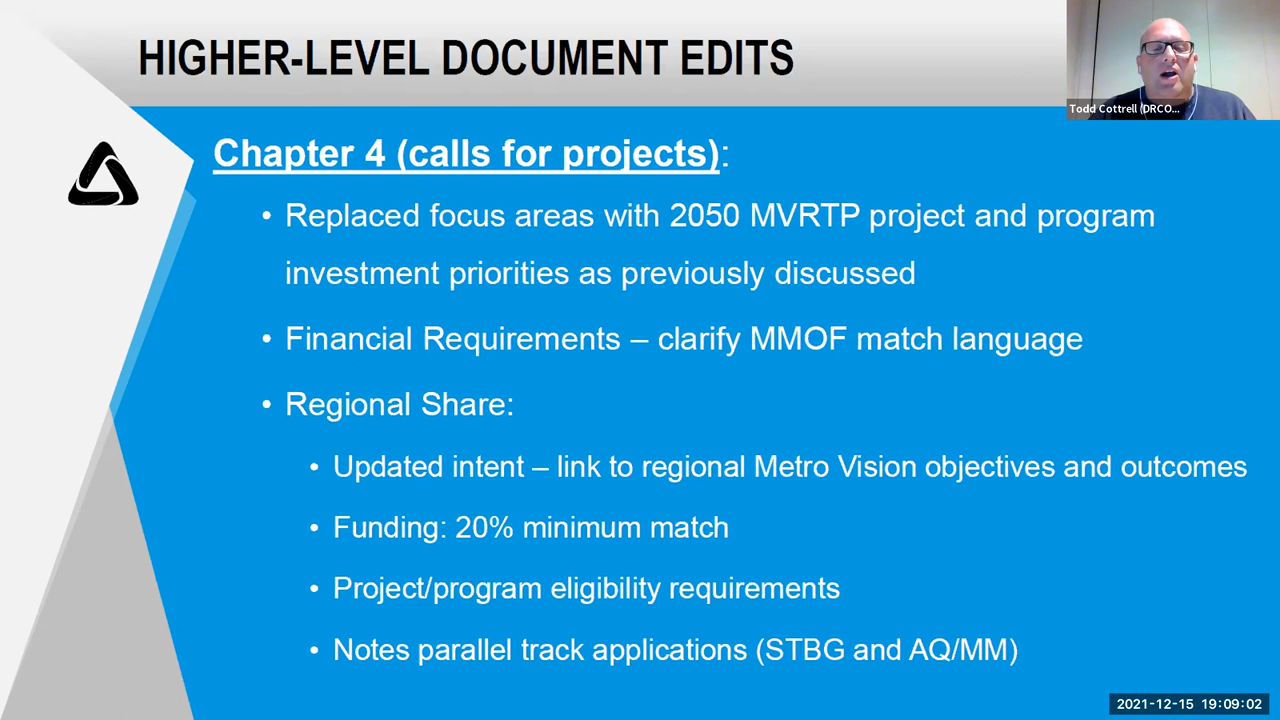 HIGHER-LEVEL DOCUMENT EDITS
Todd Cottrell (DRCO...
Chapter 4 (calls for projects):
• Replaced focus areas with 2050 MVRTP project and program
investment priorities as previously discussed
• Financial Requirements – clarify MMOF match language
• Regional Share:
• Updated intent – link to regional Metro Vision objectives and outcomes
• Funding: 20% minimum match
• Project/program eligibility requirements
• Notes parallel track applications (STBG and AQ/MM)
2021-12-15 19:09:02